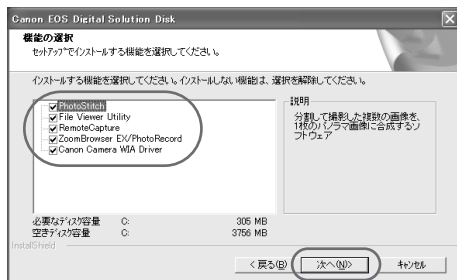 Canon EOS Digital Solution Disk
機能の選択
セットアップでインストールする機能を選択してください。
インストールする機能を選択してください。インストールしない機能は、選択を解除してください。
PhotoStitch
File Viewer Utility
RemoteCapture
ZoomBrowser EX/PhotoRecord
Canon Camera WIA Driver
説明
分割して撮影した複数の画像を、
1枚のパノラマ画像に合成するソ
フトウェア
必要なディスク容量 C: 305 MB
空きディスク容量 C: 3756 MB
InstallShield
< 戻る(B) 次へ(N)> キャンセル